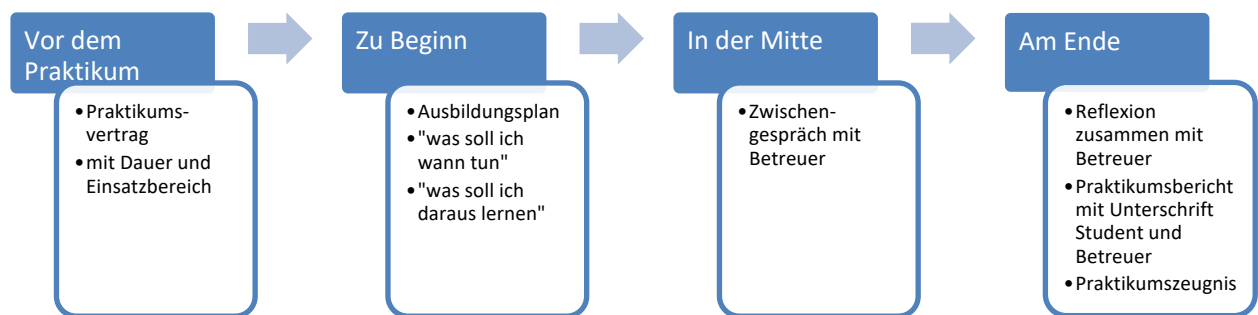 Vor dem
Praktikum
•Praktikums-
vertrag
•mit Dauer und
Einsatzbereich
Zu Beginn
•Ausbildungsplan
•"was soll ich
wann tun"
•"was soll ich
daraus lernen"
In der Mitte
•Zwischen-
gespräch mit
Betreuer
Am Ende
•Reflexion
zusammen mit
Betreuer
•Praktikumsbericht
mit Unterschrift
Student und
Betreuer
•Praktikumszeugnis